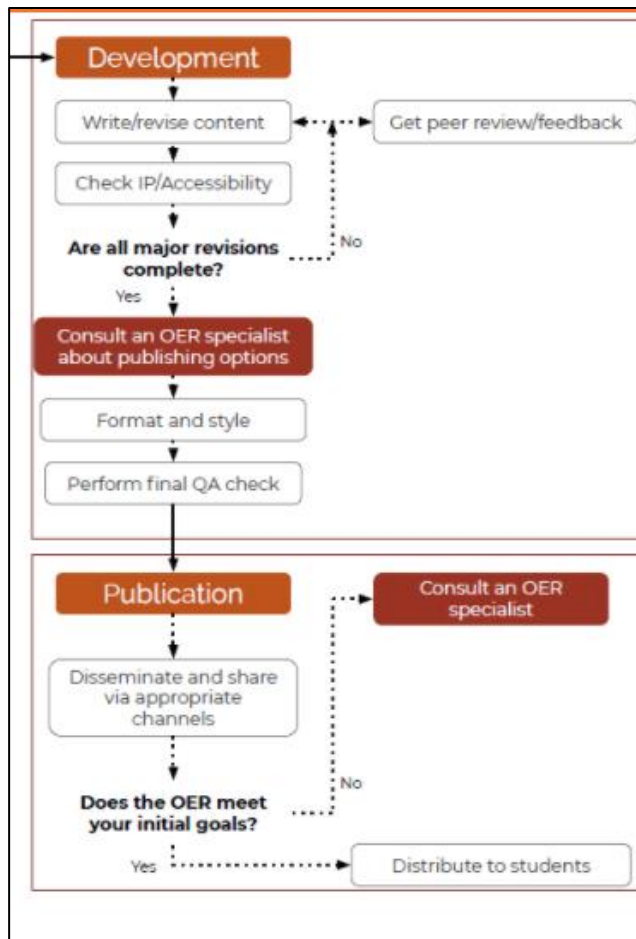 Development
Write/revise content
Get peer review/feedback
Check IP/Accessibility
Are all major revisions
complete?
No
Yes
Consult an OER specialist
about publishing options
Format and style
Perform final QA check
Publication
Consult an OER
specialist
Disseminate and share
via appropriate
channels
No
Does the OER meet
your initial goals?
Yes
Distribute to students